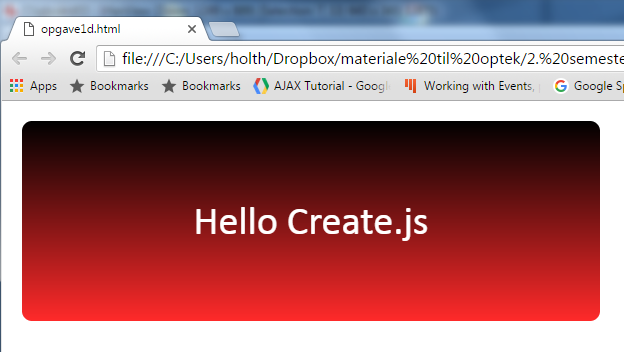 opgave1d.html
file:///C:/Users/holth/Dropbox/materiale%20til%20optek/2.%20semeste
Apps Bookmarks Bookmarks AJAX Tutorial - Googl Working with Events, Google Sp
Hello Create.js